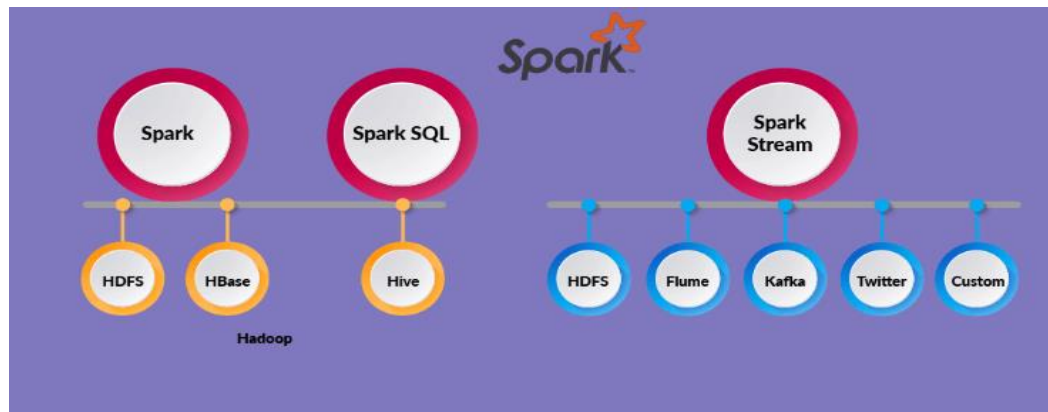 Spark
Spark
Spark SQL
Spark
Stream
HDFS
HBase
Hive
HDFS
Flume
Kafka
Twitter
Custom
Hadoop